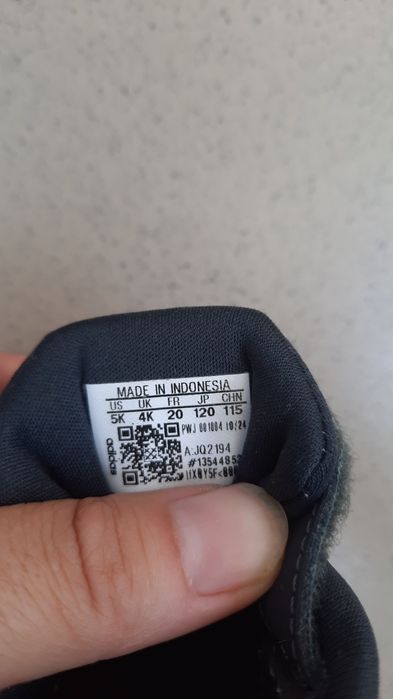 MADE IN INDONESIA
US UK FR JP CHN
5K 4K 20 120 115
adidas
PWJ 001004 10/24
A:JQ2194